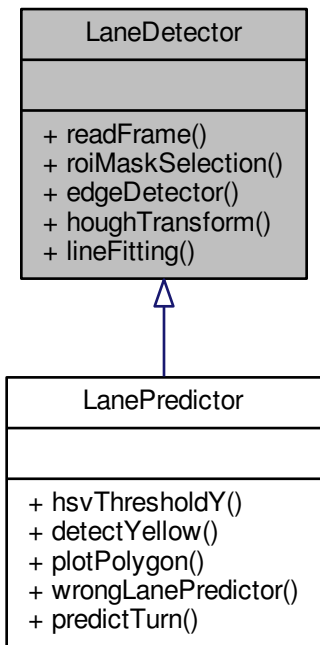 LaneDetector
+ readFrame()
+ roiMaskSelection()
+ edgeDetector()
+ houghTransform()
+ lineFitting()
LanePredictor
+ hsvThresholdY()
+ detectYellow()
+ plotPolygon()
+ wrongLanePredictor()
+ predictTurn()